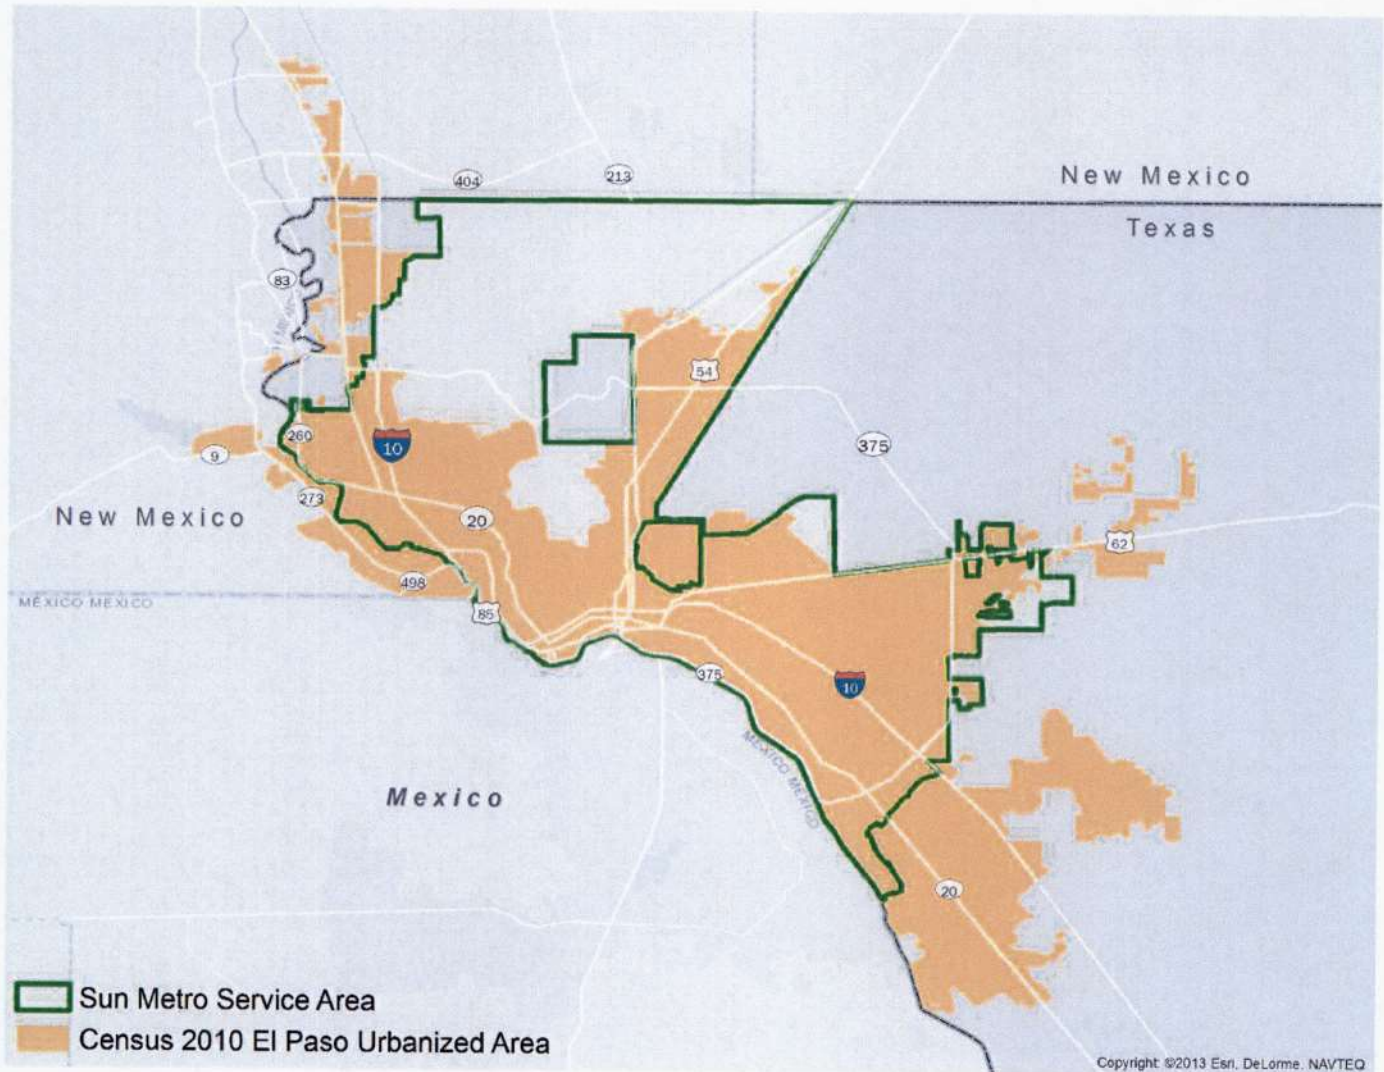 404
213
New Mexico
Texas
83
54
10
260
9
375
273
New Mexico
20
62
498
MÉXICO MEXICO
85
375
10
MÉXICO MEXICO
Mexico
20
Sun Metro Service Area
Census 2010 El Paso Urbanized Area
Copyright: ©2013 Esri, DeLorme, NAVTEQ